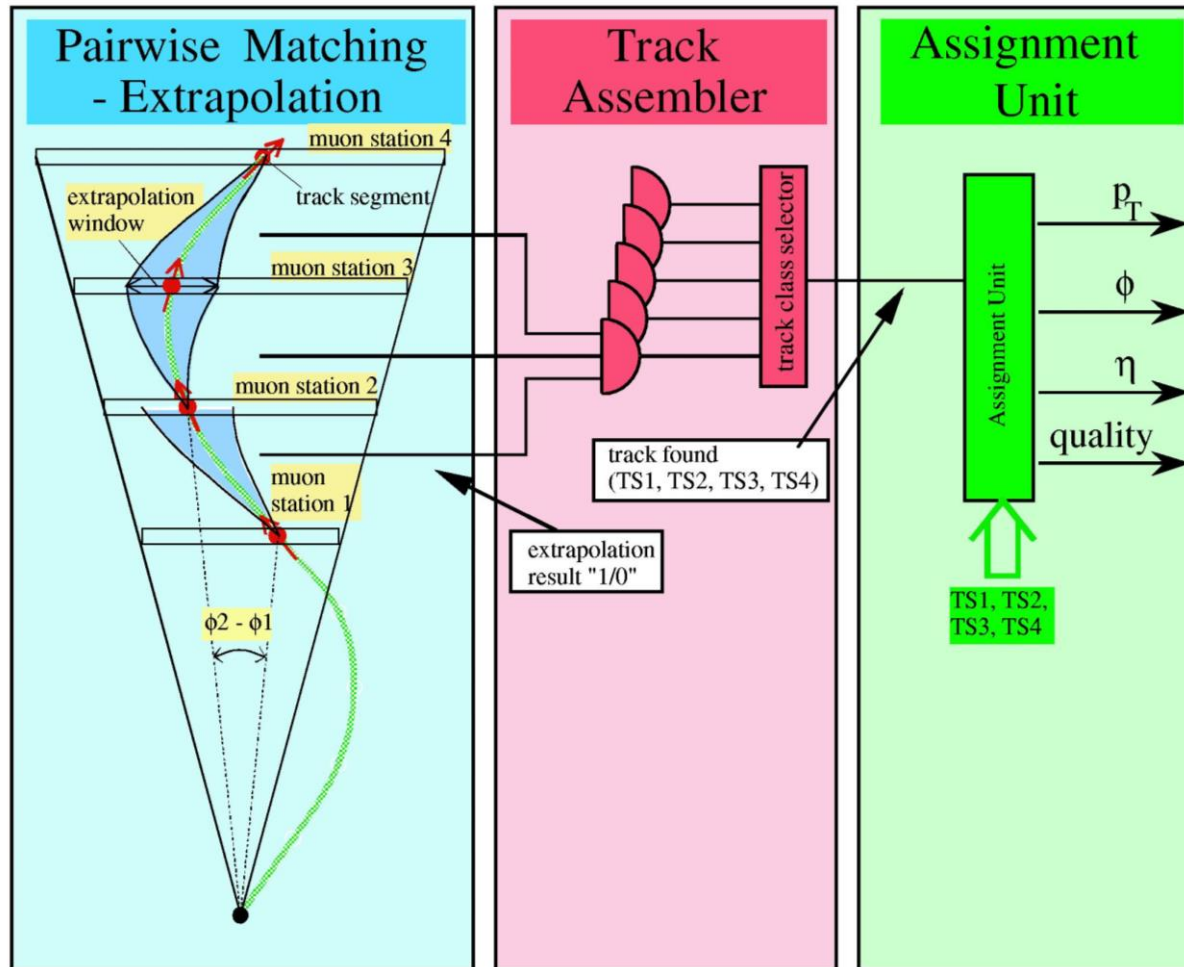 Pairwise Matching
- Extrapolation
muon station 4
extrapolation
window
track segment
muon station 3
muon station 2
muon
station 1
ϕ2 - ϕ1
Track
Assembler
track class selector
track found
(TS1, TS2, TS3, TS4)
extrapolation
result "1/0"
Assignment
Unit
Assignment Unit
pT
ϕ
η
quality
TS1, TS2,
TS3, TS4